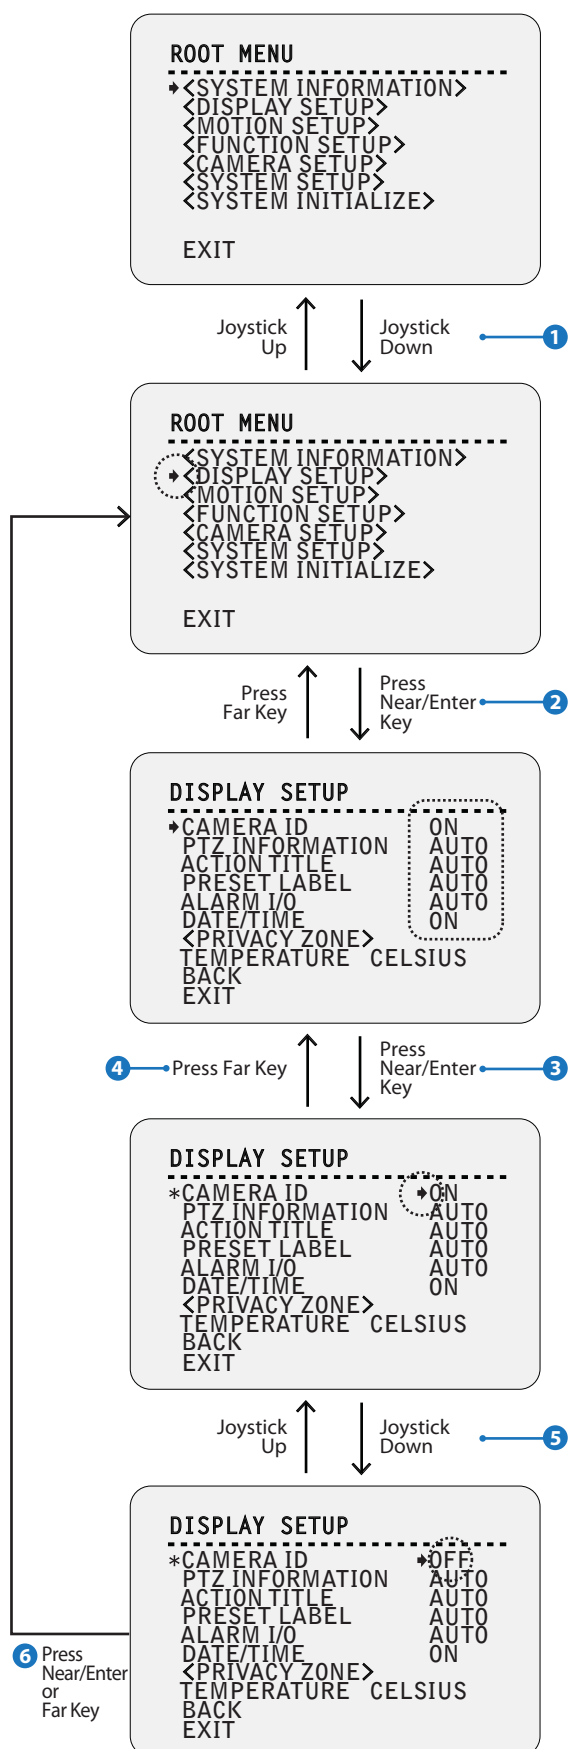 ROOT MENU
<SYSTEM INFORMATION>
<DISPLAY SETUP>
<MOTION SETUP>
<FUNCTION SETUP>
<CAMERA SETUP>
<SYSTEM SETUP>
<SYSTEM INITIALIZE>
EXIT
Joystick
Up
Joystick
Down
1
ROOT MENU
<SYSTEM INFORMATION>
<DISPLAY SETUP>
<MOTION SETUP>
<FUNCTION SETUP>
<CAMERA SETUP>
<SYSTEM SETUP>
<SYSTEM INITIALIZE>
EXIT
Press
Far Key
Press
Near/Enter
Key
2
DISPLAY SETUP
CAMERA ID ON
PTZ INFORMATION AUTO
ACTION TITLE AUTO
PRESET LABEL AUTO
ALARM I/O AUTO
DATE/TIME ON
<PRIVACY ZONE>
TEMPERATURE CELSIUS
BACK
EXIT
4 Press Far Key
Press
Near/Enter
Key
3
DISPLAY SETUP
*CAMERA ID ON
PTZ INFORMATION AUTO
ACTION TITLE AUTO
PRESET LABEL AUTO
ALARM I/O AUTO
DATE/TIME ON
<PRIVACY ZONE>
TEMPERATURE CELSIUS
BACK
EXIT
Joystick
Up
Joystick
Down
5
DISPLAY SETUP
*CAMERA ID OFF
PTZ INFORMATION AUTO
ACTION TITLE AUTO
PRESET LABEL AUTO
ALARM I/O AUTO
DATE/TIME ON
<PRIVACY ZONE>
TEMPERATURE CELSIUS
BACK
EXIT
6 Press
Near/Enter
or
Far Key